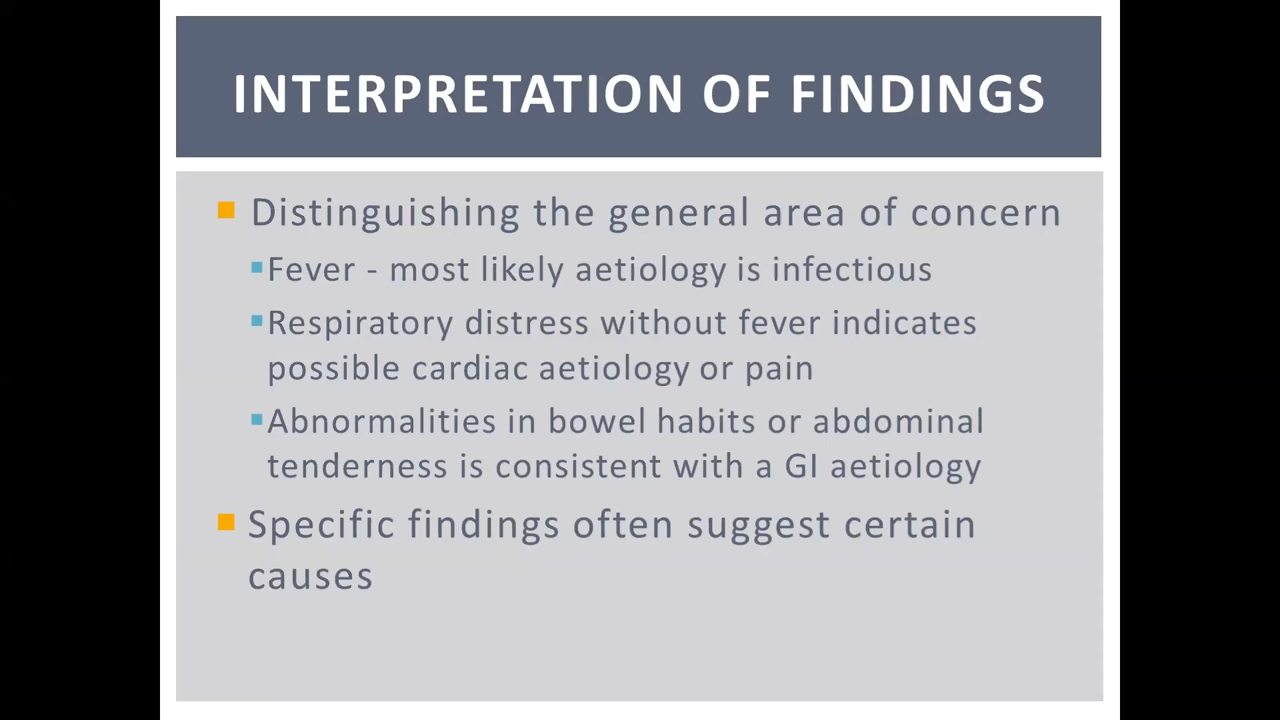 INTERPRETATION OF FINDINGS
Distinguishing the general area of concern
Fever - most likely aetiology is infectious
Respiratory distress without fever indicates
possible cardiac aetiology or pain
Abnormalities in bowel habits or abdominal
tenderness is consistent with a GI aetiology
Specific findings often suggest certain
causes